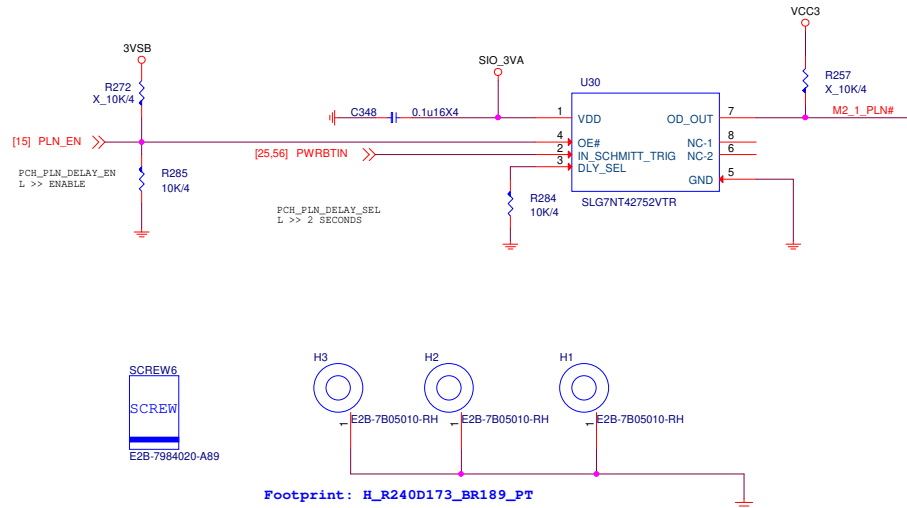 VCC3
3VSB
SIO_3VA
R272
X_10K/4
R257
X_10K/4
U30
C348
0.1u16X4
1
VDD
OD_OUT
7
M2_1_PLN#
[15] PLN_EN
4
OE#
NC-1
8
[25,56] PWRBTIN
2
IN_SCHMITT_TRIG
NC-2
6
3
DLY_SEL
PCH_PLN_DELAY_EN
L >> ENABLE
R285
10K/4
GND
5
R284
10K/4
SLG7NT42752VTR
PCH_PLN_DELAY_SEL
L >> 2 SECONDS
H3
H2
H1
SCREW6
SCREW
E2B-7984020-A89
E2B-7B05010-RH
E2B-7B05010-RH
E2B-7B05010-RH
1
1
1
Footprint: H_R240D173_BR189_PT